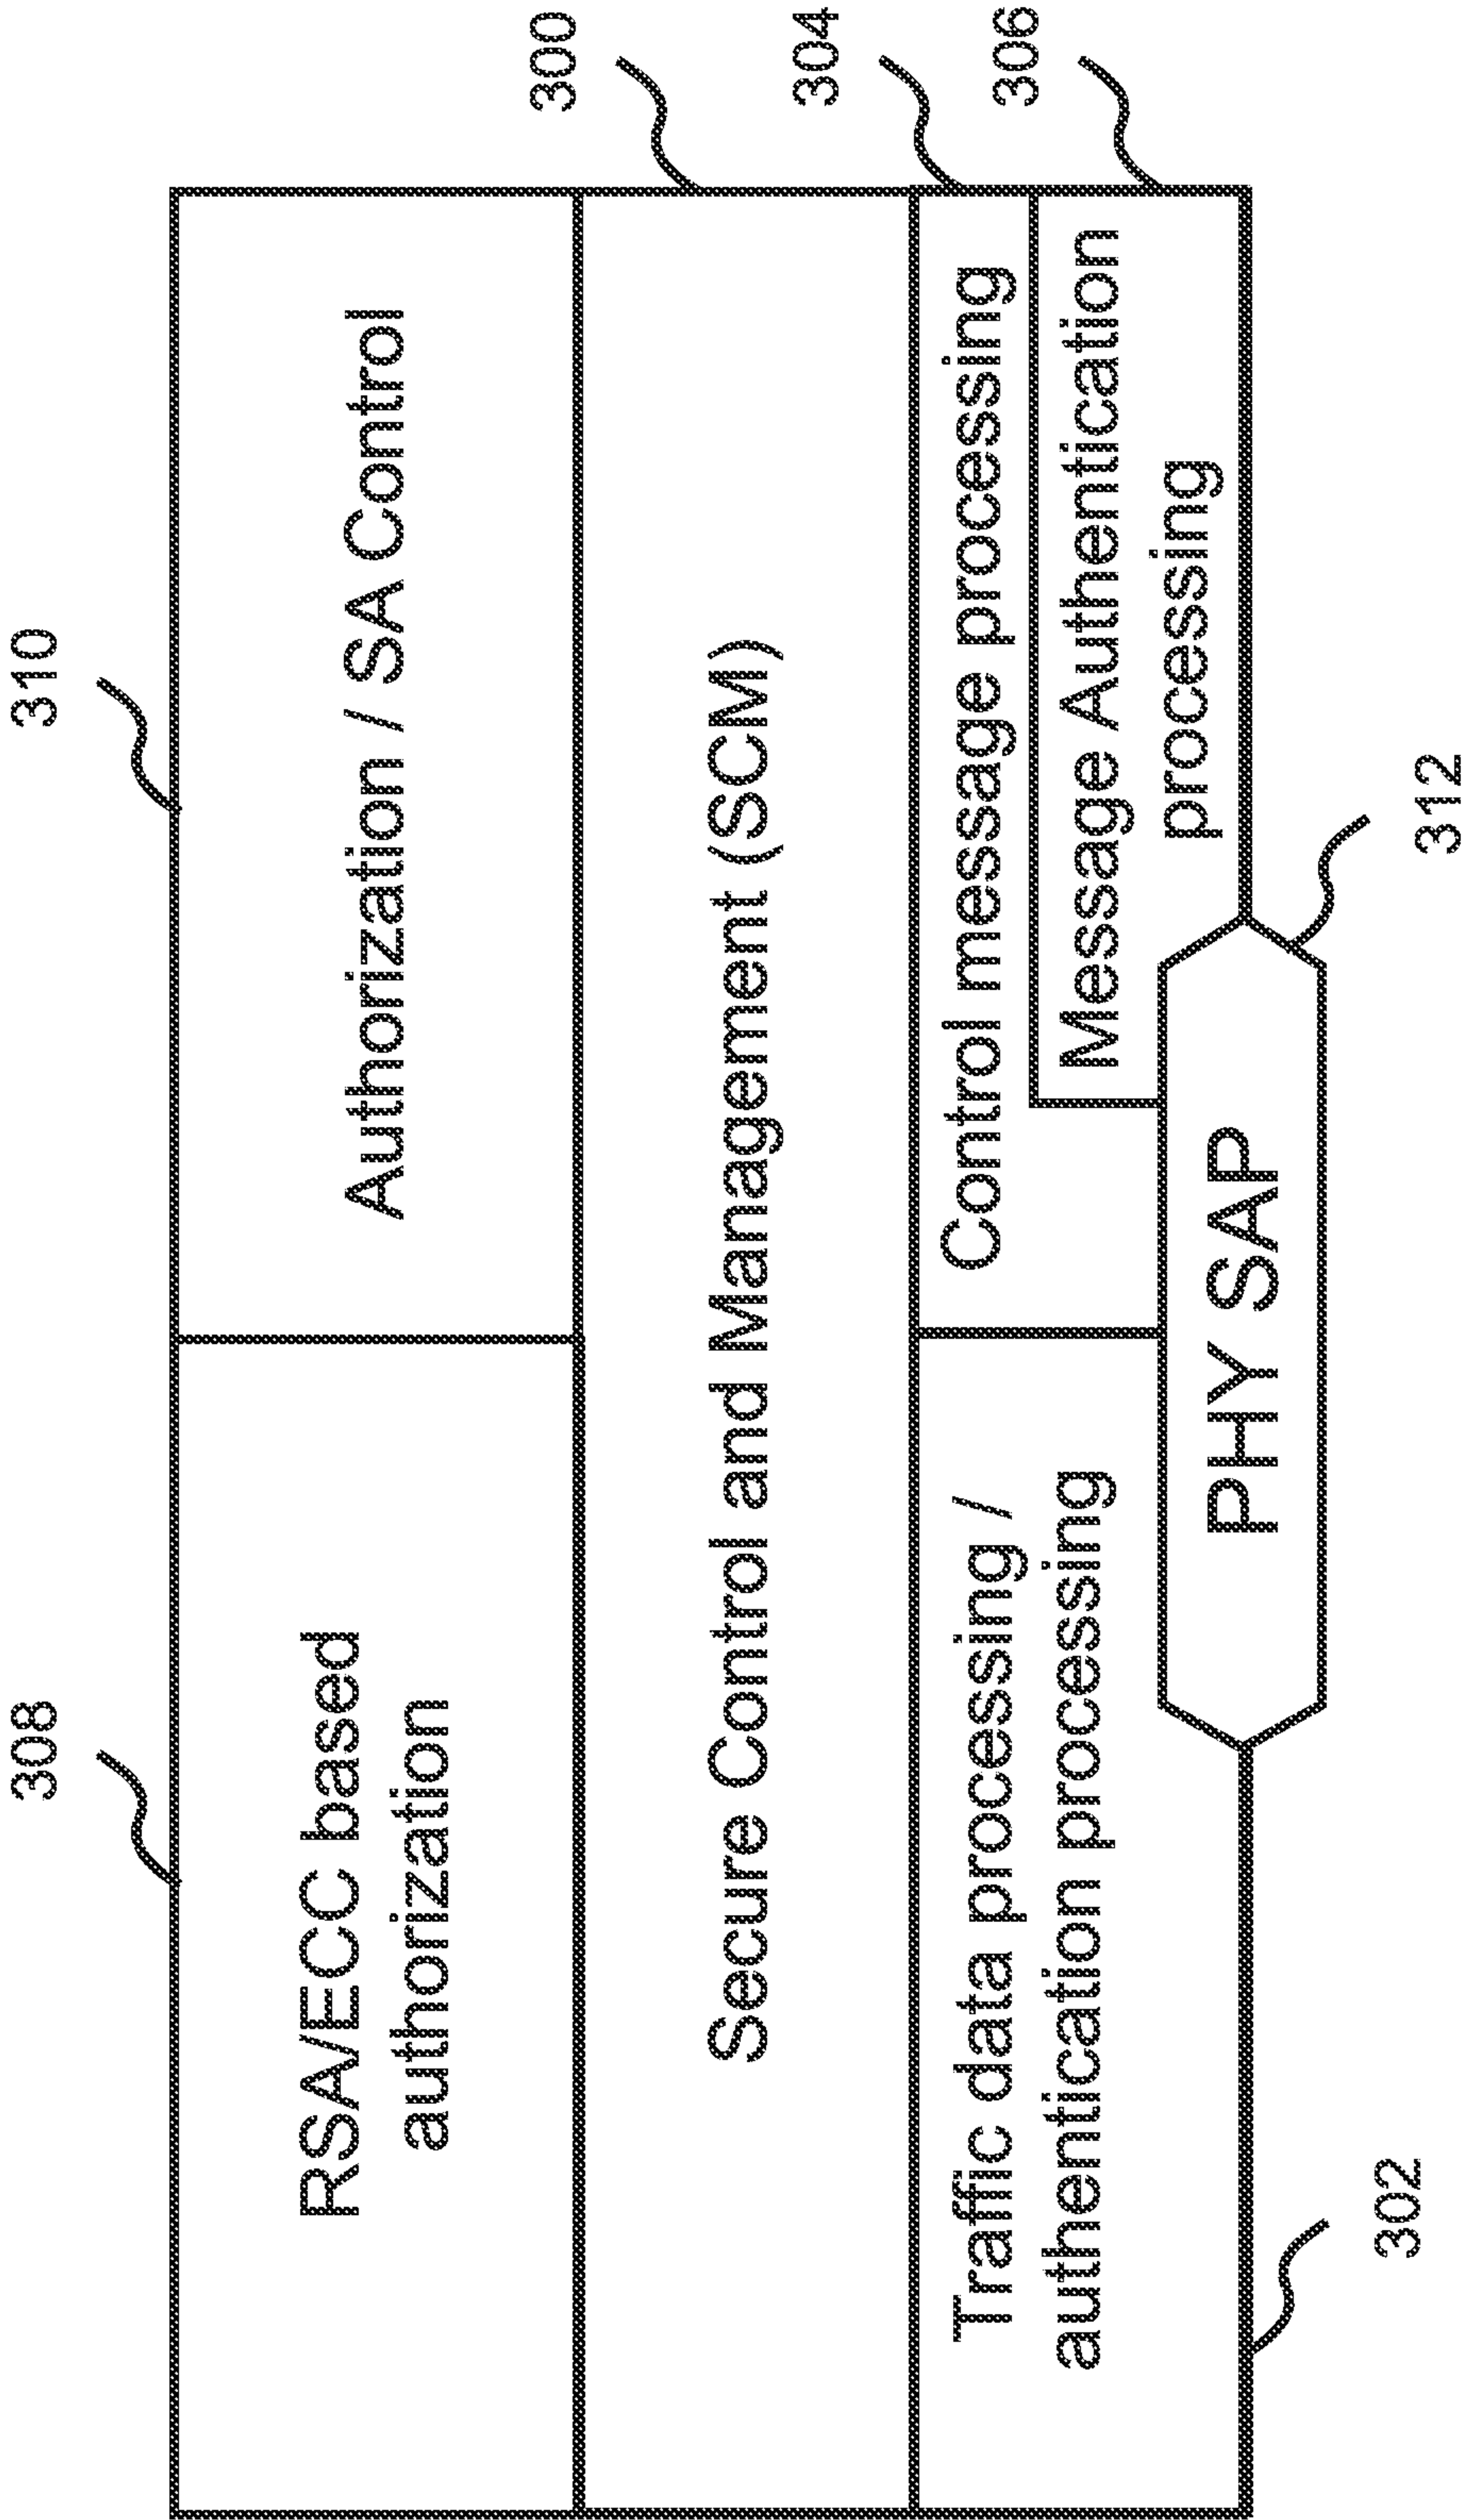 308
310
RSA/ECC based
authorization
Authorization / SA Control
300
Secure Control and Management (SCM)
304
Traffic data processing /
authentication processing
Control message processing
306
Message Authentication
processing
PHY SAP
302
312